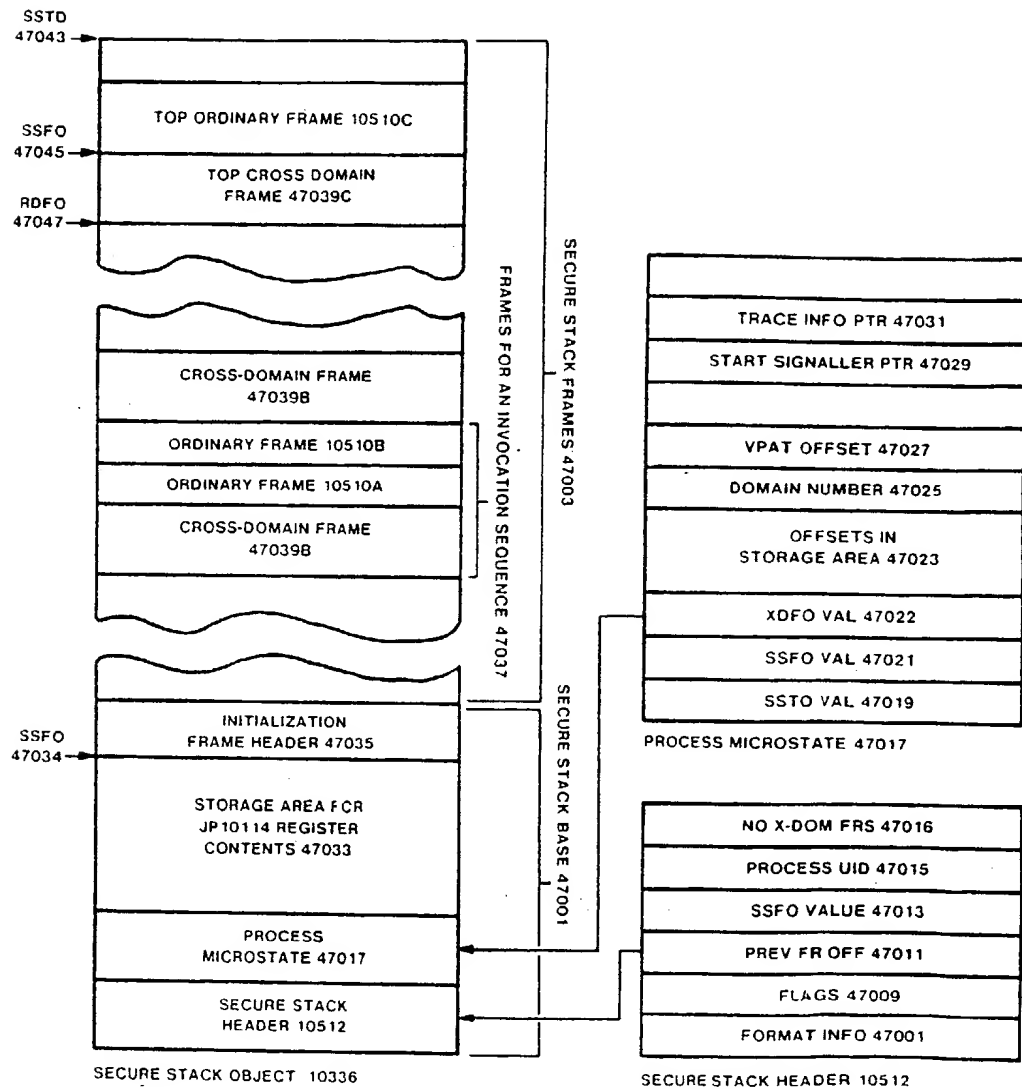 SSTD
47043
TOP ORDINARY FRAME 10510C
SSFO
47045
TOP CROSS DOMAIN
FRAME 47039C
RDFO
47047
CROSS-DOMAIN FRAME
47039B
ORDINARY FRAME 10510B
ORDINARY FRAME 10510A
CROSS-DOMAIN FRAME
47039B
FRAMES FOR AN INVOCATION SEQUENCE 47037
SECURE STACK FRAMES 47003
INITIALIZATION
FRAME HEADER 47035
SSFO
47034
STORAGE AREA FCR
JP10114 REGISTER
CONTENTS 47033
PROCESS
MICROSTATE 47017
SECURE STACK
HEADER 10512
SECURE STACK BASE 47001
SECURE STACK OBJECT 10336
TRACE INFO PTR 47031
START SIGNALLER PTR 47029
VPAT OFFSET 47027
DOMAIN NUMBER 47025
OFFSETS IN
STORAGE AREA 47023
XDFO VAL 47022
SSFO VAL 47021
SSTO VAL 47019
PROCESS MICROSTATE 47017
NO X-DOM FRS 47016
PROCESS UID 47015
SSFO VALUE 47013
PREV FR OFF 47011
FLAGS 47009
FORMAT INFO 47001
SECURE STACK HEADER 10512